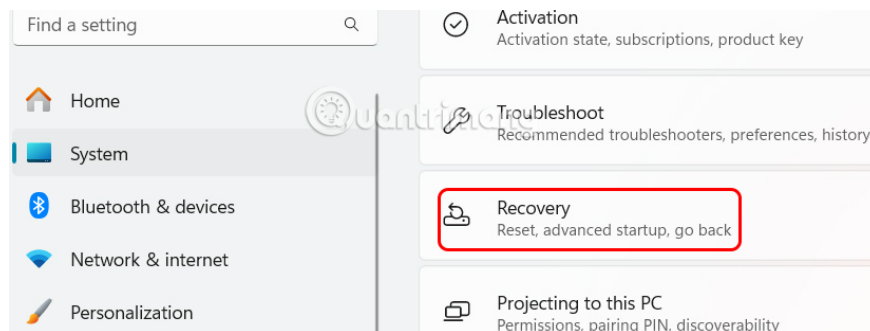 Find a setting
Home
System
Bluetooth & devices
Network & internet
Personalization
Activation
Activation state, subscriptions, product key
Troubleshoot
Recommended troubleshooters, preferences, history
Recovery
Reset, advanced startup, go back
Projecting to this PC
Permissions, pairing PIN, discoverability
Quantrimang